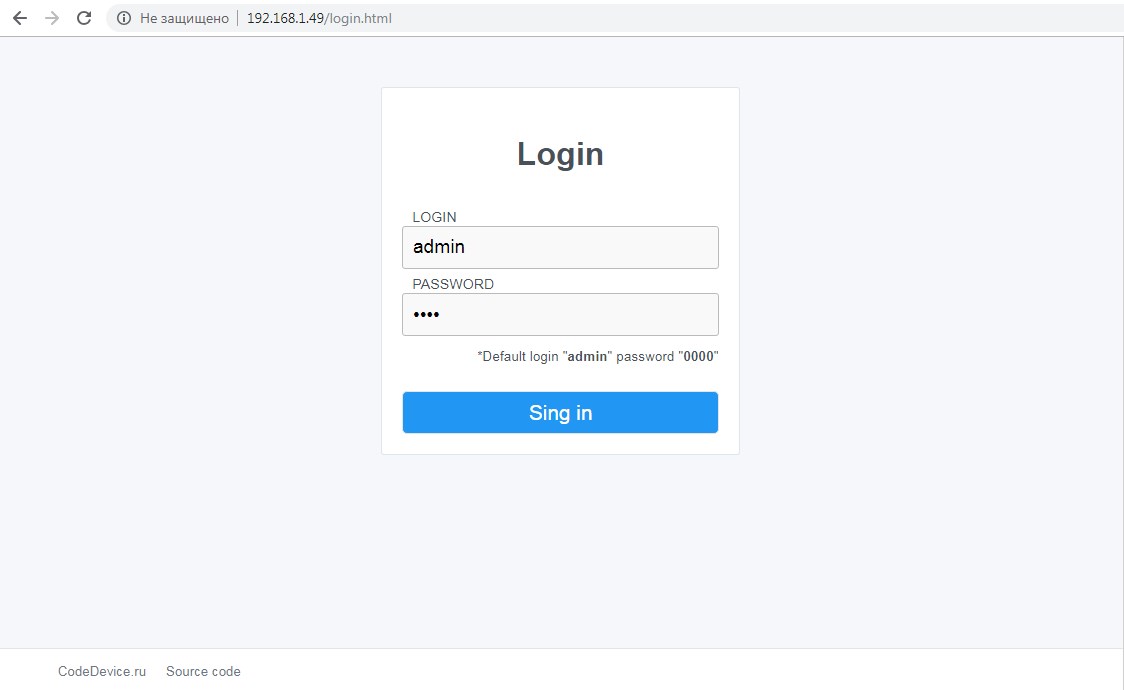 Не защищено 192.168.1.49/login.html
Login
LOGIN
admin
PASSWORD
••••
*Default login "admin" password "0000"
Sing in
CodeDevice.ru Source code